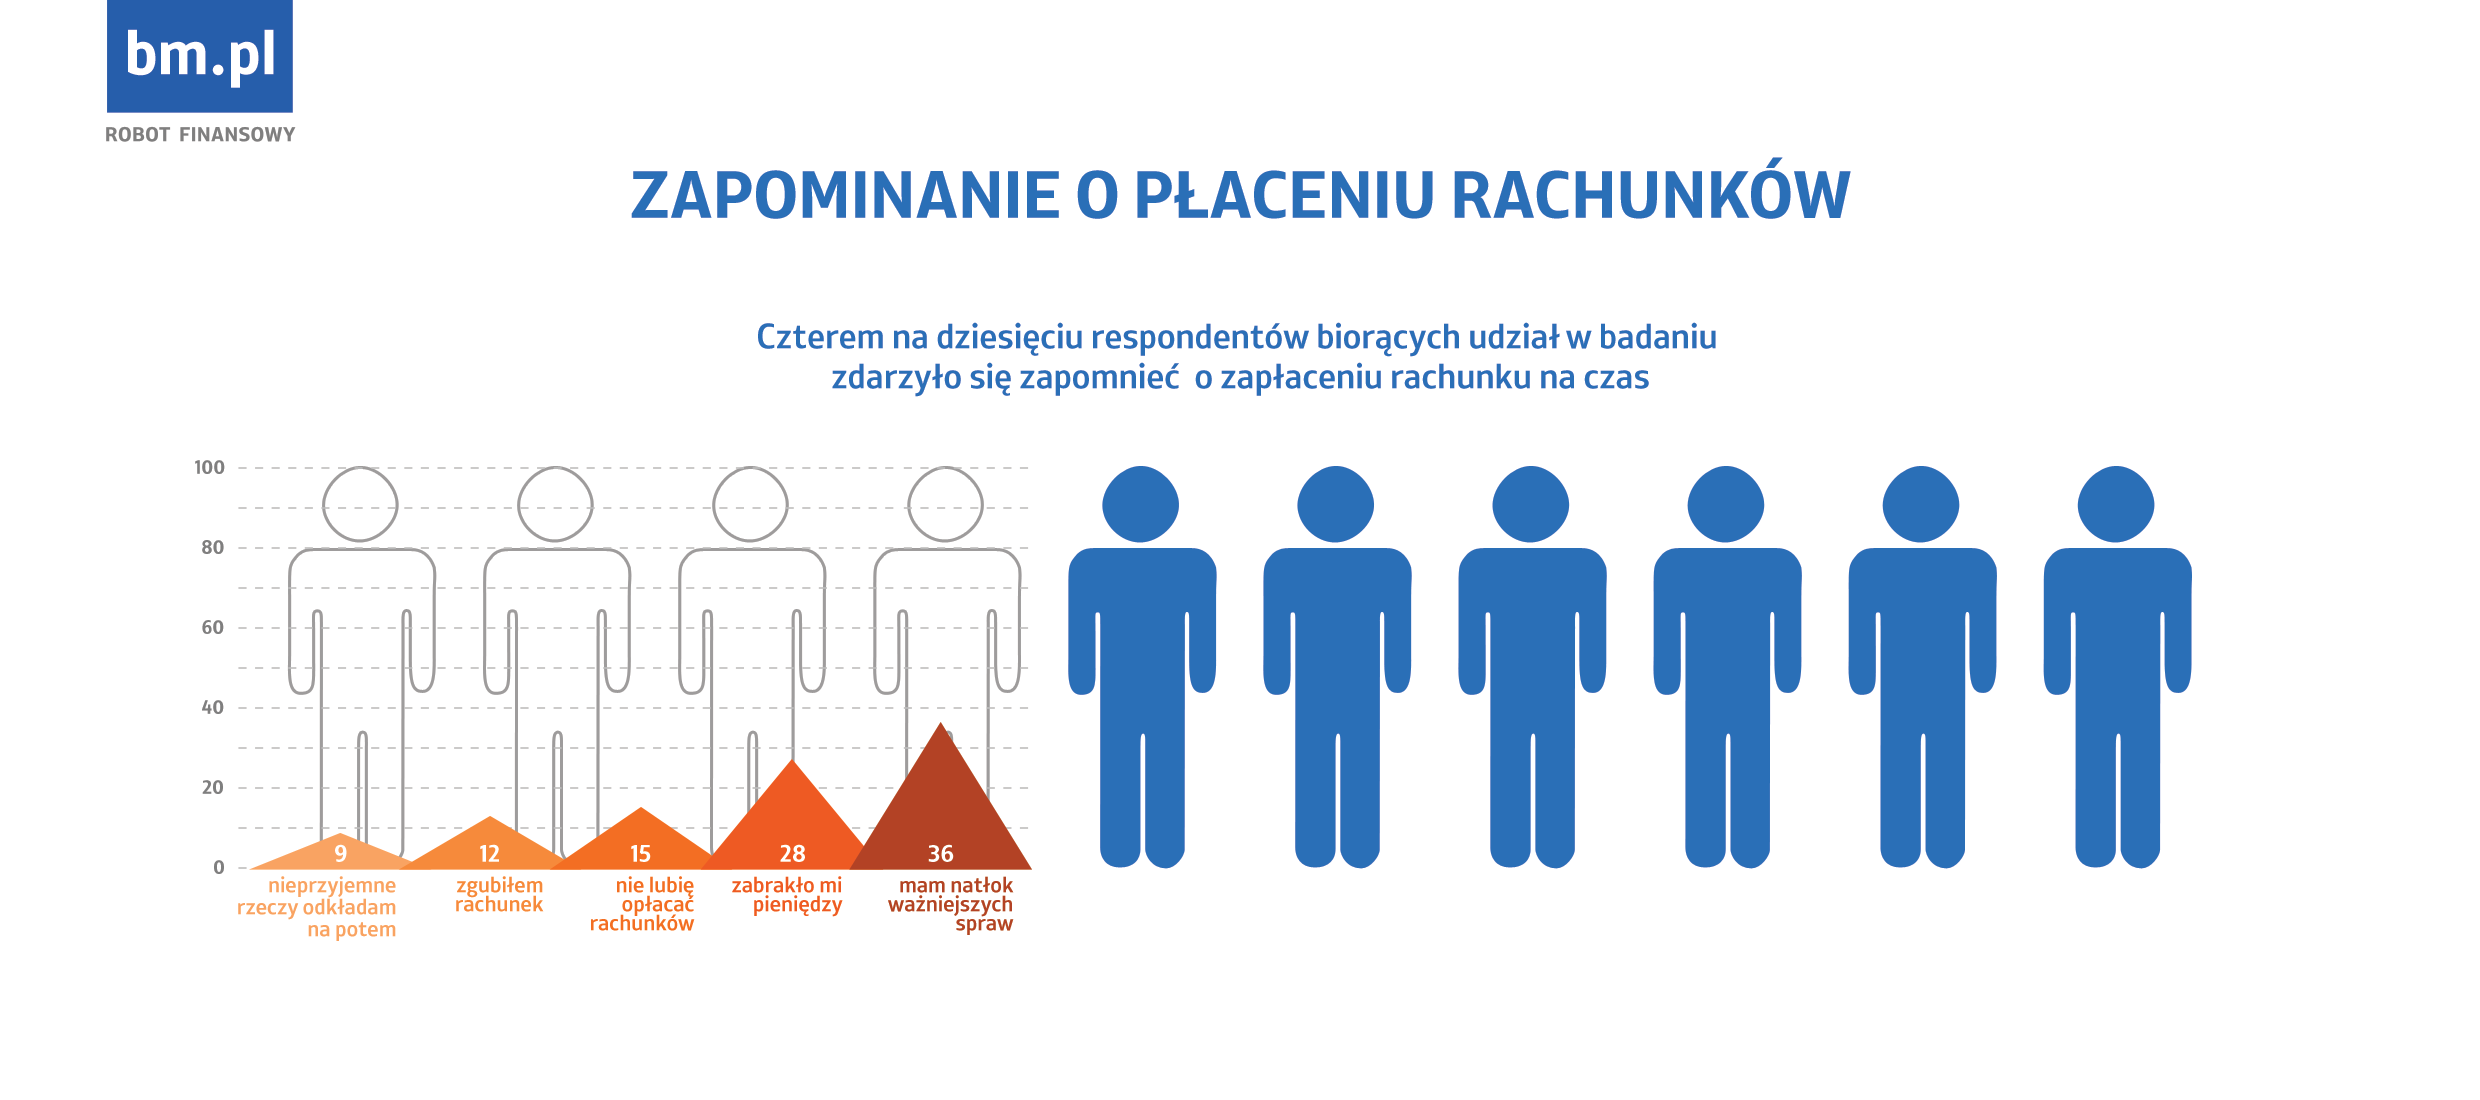 bm.pl
ROBOT FINANSOWY
ZAPOMINANIE O PŁACENIU RACHUNKÓW
Czterem na dziesięciu respondentów biorących udział w badaniu
zdarzyło się zapomnieć o zapłaceniu rachunku na czas
100
80
60
40
20
0
9
12
15
28
36
nieprzyjemne
rzeczy odkładam
na potem
zgubiłem
rachunek
nie lubię
opłacać
rachunków
zabrakło mi
pieniędzy
mam natłok
ważniejszych
spraw